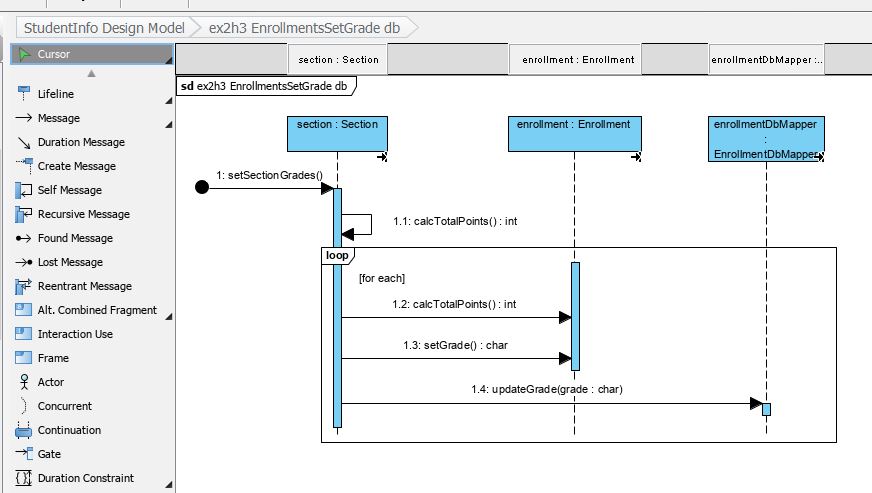 StudentInfo Design Model
ex2h3 EnrollmentsSetGrade db
Cursor
Lifeline
Message
Duration Message
Create Message
Self Message
Recursive Message
Found Message
Lost Message
Reentrant Message
Alt. Combined Fragment
Interaction Use
Frame
Actor
Concurrent
Continuation
Gate
Duration Constraint
section : Section
enrollment : Enrollment
enrollmentDbMapper :..
sd ex2h3 EnrollmentsSetGrade db
section : Section
enrollment : Enrollment
enrollmentDbMapper
:
EnrollmentDbMapper
1: setSectionGrades()
1.1: calcTotalPoints() : int
loop
[for each]
1.2: calcTotalPoints() : int
1.3: setGrade() : char
1.4: updateGrade(grade : char)